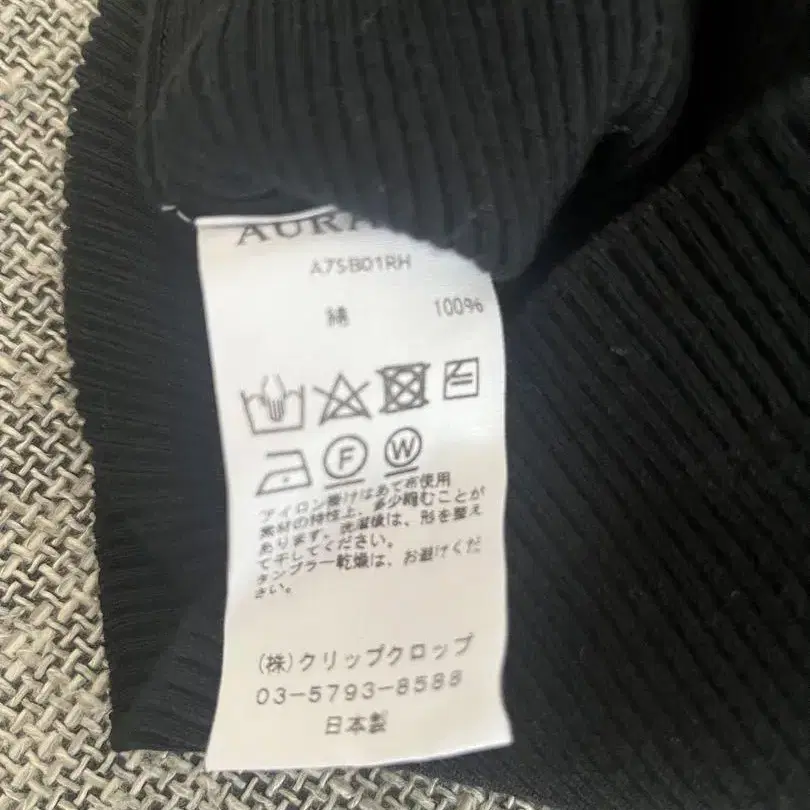 AURA
A7SB01RH
綿 100%
F W
アイロン掛けはあて布使用
素材の特性上、多少縮むことが
あります。洗濯後は、形を整え
て干してください。
タンブラー乾燥は、お避けくだ
さい。
(株)クリップクロップ
03-5793-8588
日本製